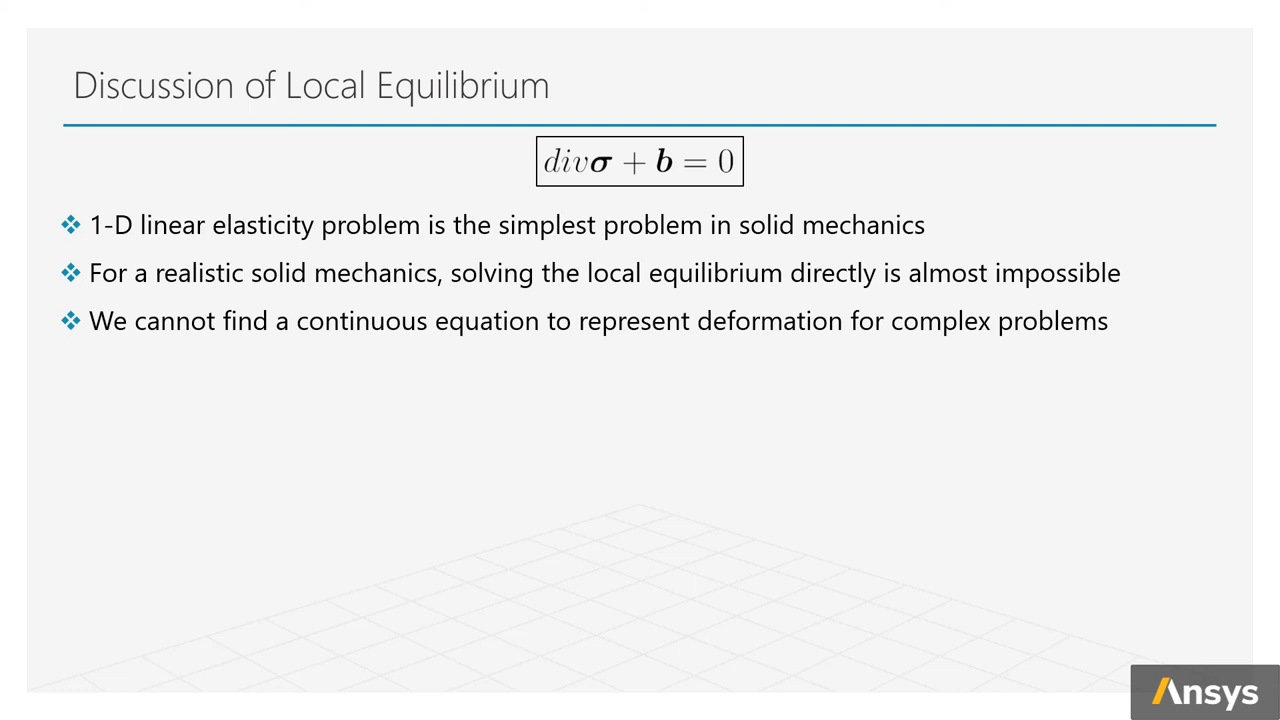 Discussion of Local Equilibrium
div𝝈 + 𝒃 = 0
❖ 1-D linear elasticity problem is the simplest problem in solid mechanics
❖ For a realistic solid mechanics, solving the local equilibrium directly is almost impossible
❖ We cannot find a continuous equation to represent deformation for complex problems
Ansys